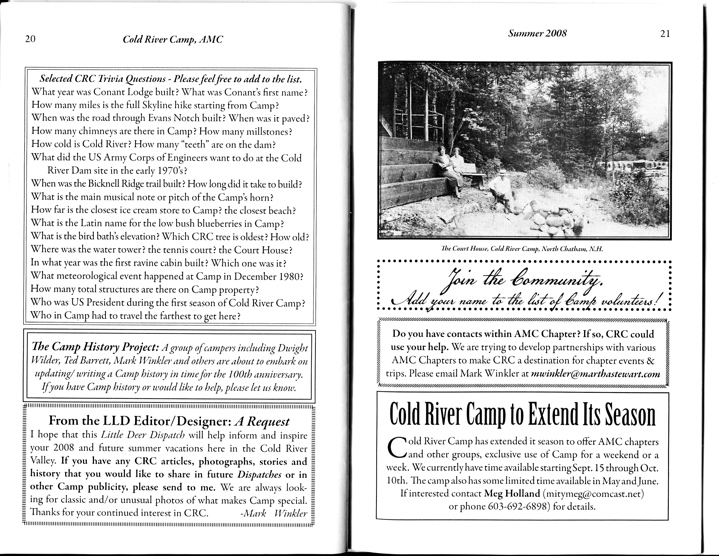 20
Cold River Camp, AMC
Selected CRC Trivia Questions - Please feel free to add to the list.
What year was Conant Lodge built? What was Conant's first name?
How many miles is the full Skyline hike starting from Camp?
When was the road through Evans Notch built? When was it paved?
How many chimneys are there in Camp? How many millstones?
How cold is Cold River? How many "teeth" are on the dam?
What did the US Army Corps of Engineers want to do at the Cold
River Dam site in the early 1970's?
When was the Bicknell Ridge trail built? How long did it take to build?
What is the main musical note or pitch of the Camp's horn?
How far is the closest ice cream store to Camp? the closest beach?
What is the Latin name for the low bush blueberries in Camp?
What is the bird bath's elevation? Which CRC tree is oldest? How old?
Where was the water tower? the tennis court? the Court House?
In what year was the first ravine cabin built? Which one was it?
What meteorological event happened at Camp in December 1980?
How many total structures are there on Camp property?
Who was US President during the first season of Cold River Camp?
Who in Camp had to travel the farthest to get here?
The Camp History Project: A group of campers including Dwight
Wilder, Ted Barrett, Mark Winkler and others are about to embark on
updating/ writing a Camp history in time for the 100th anniversary.
If you have Camp history or would like to help, please let us know.
From the LLD Editor/Designer: A Request
I hope that this Little Deer Dispatch will help inform and inspire
your 2008 and future summer vacations here in the Cold River
Valley. If you have any CRC articles, photographs, stories and
history that you would like to share in future Dispatches or in
other Camp publicity, please send to me. We are always look-
ing for classic and/or unusual photos of what makes Camp special.
Thanks for your continued interest in CRC. -Mark Winkler
Summer 2008
21
The Court House, Cold River Camp, North Chatham, N.H.
Join the Community.
Add your name to the list of Camp volunteers!
Do you have contacts within AMC Chapter? If so, CRC could
use your help. We are trying to develop partnerships with various
AMC Chapters to make CRC a destination for chapter events &
trips. Please email Mark Winkler at mwinkler@marthastewart.com
Cold River Camp to Extend Its Season
Cold River Camp has extended it season to offer AMC chapters
and other groups, exclusive use of Camp for a weekend or a
week. We currently have time available starting Sept. 15 through Oct.
10th. The camp also has some limited time available in May and June.
If interested contact Meg Holland (mitymeg@comcast.net)
or phone 603-692-6898) for details.